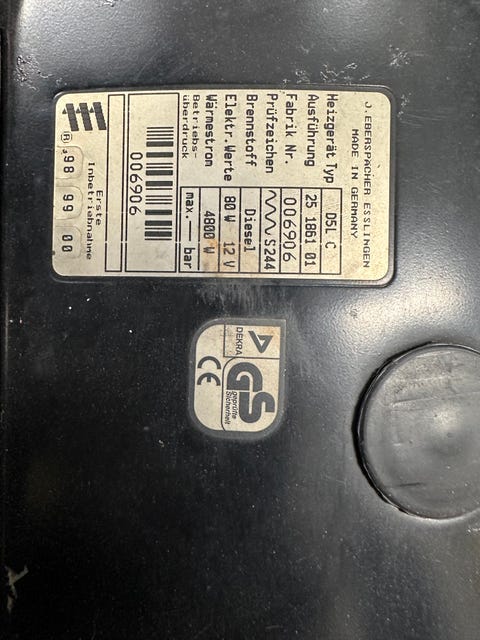 J. EBERSPÄCHER ESSLINGEN
MADE IN GERMANY
Heizgerät Typ D5L C
Ausführung 25 1861 01
Fabrik Nr. 006906
Prüfzeichen S244
Brennstoff Diesel
Elektr. Werte 80 W 12 V
Wärmestrom 4800 W
Betriebs-
überdruck max. — bar
006906
Erste
Inbetriebnahme
®
98 99 00
DEKRA
GS
geprüfte
Sicherheit
CE